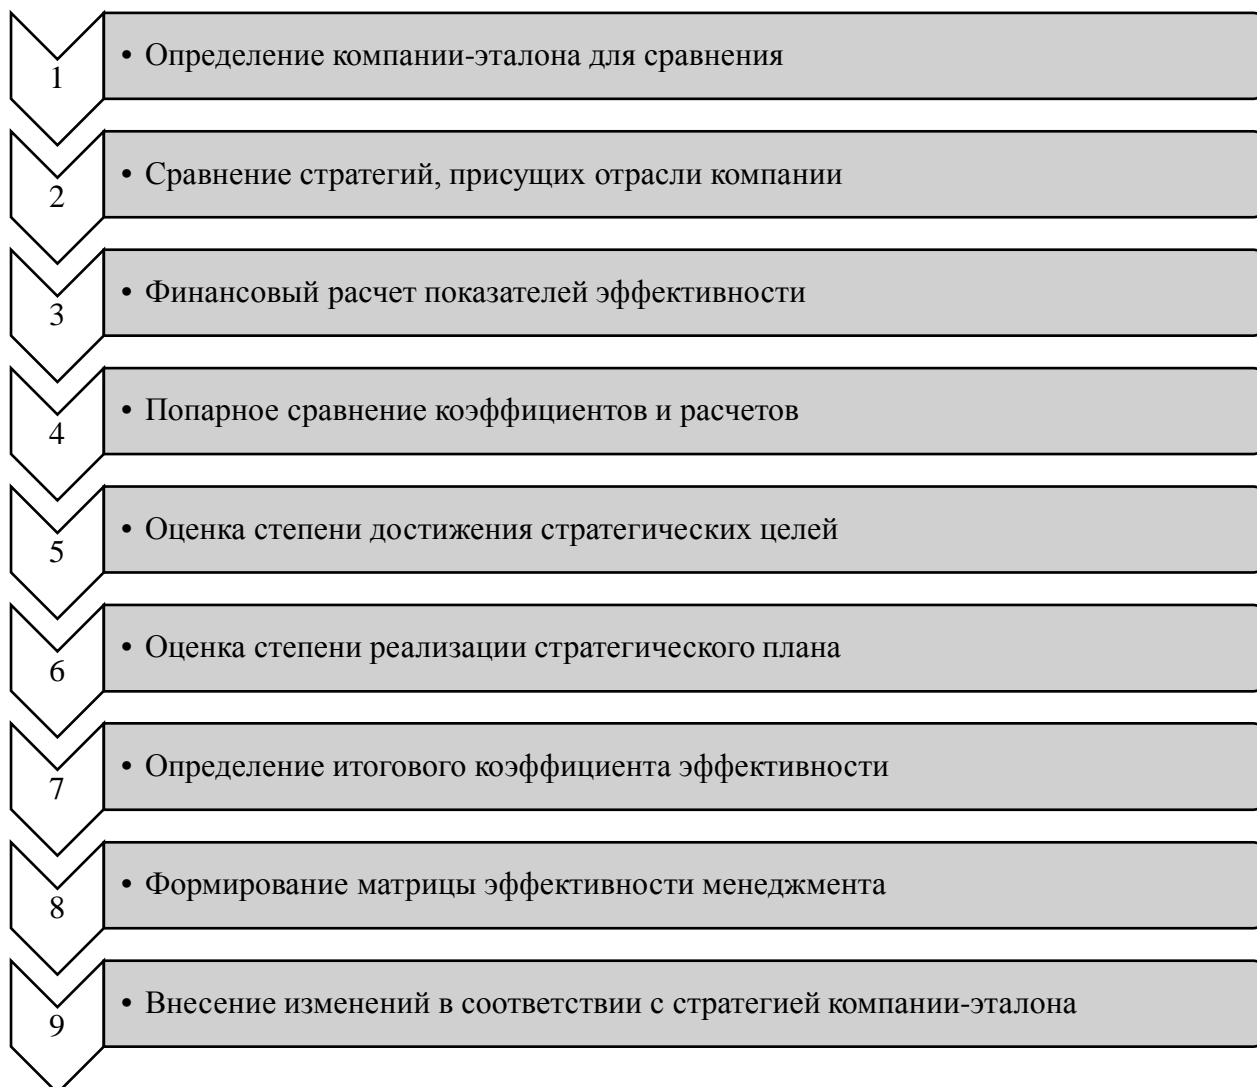 1
• Определение компании-эталона для сравнения
2
• Сравнение стратегий, присущих отрасли компании
3
• Финансовый расчет показателей эффективности
4
• Попарное сравнение коэффициентов и расчетов
5
• Оценка степени достижения стратегических целей
6
• Оценка степени реализации стратегического плана
7
• Определение итогового коэффициента эффективности
8
• Формирование матрицы эффективности менеджмента
9
• Внесение изменений в соответствии с стратегией компании-эталона